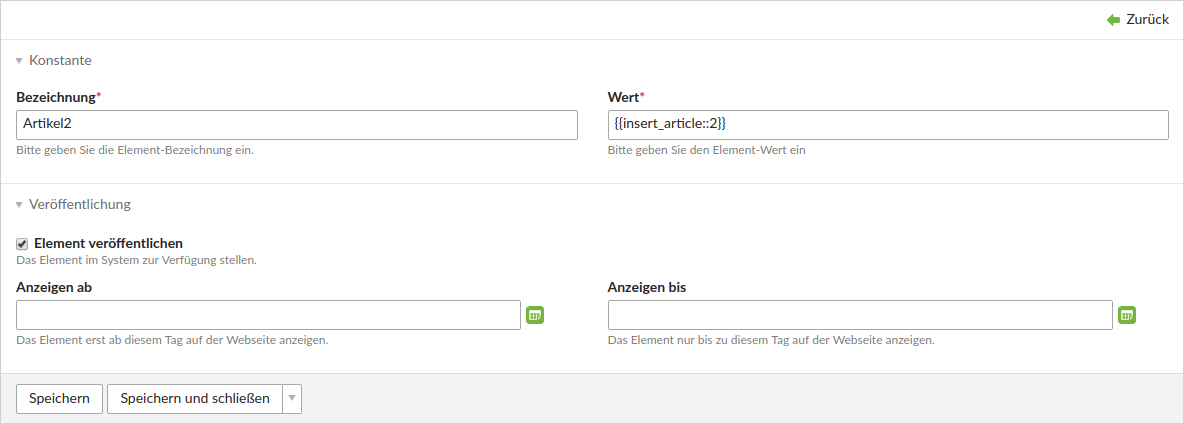 Zurück
Konstante
Bezeichnung* Wert*
Artikel2 {{insert_article::2}}
Bitte geben Sie die Element-Bezeichnung ein. Bitte geben Sie den Element-Wert ein
Veröffentlichung
Element veröffentlichen
Das Element im System zur Verfügung stellen.
Anzeigen ab Anzeigen bis
Das Element erst ab diesem Tag auf der Webseite anzeigen. Das Element nur bis zu diesem Tag auf der Webseite anzeigen.
Speichern Speichern und schließen